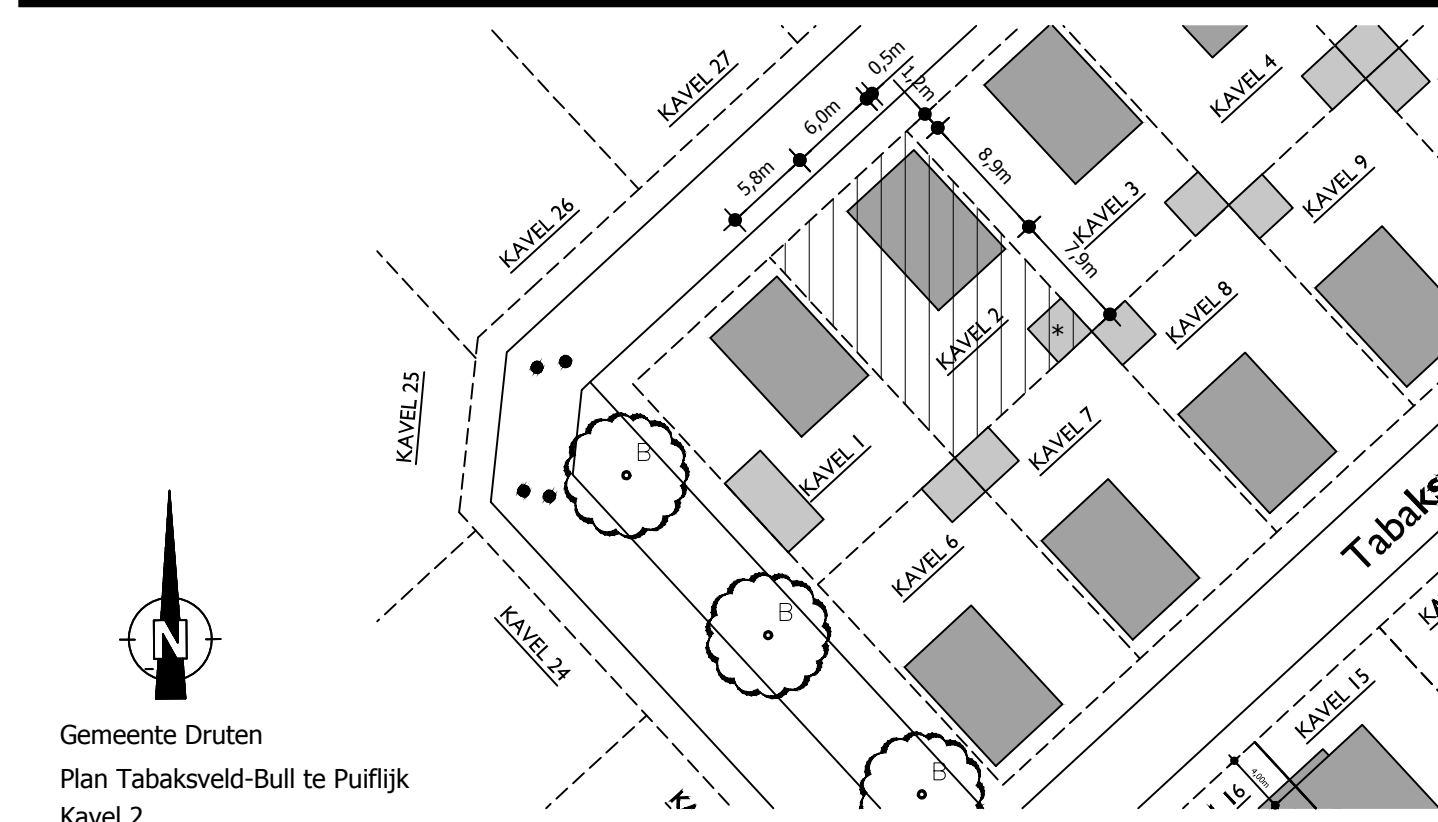 KAVEL 27
0,5m
1,2m
6,0m
5,8m
8,9m
7,9m
KAVEL 4
KAVEL 9
KAVEL 3
KAVEL 26
KAVEL 8
KAVEL 2
*
KAVEL 25
KAVEL 7
KAVEL 1
B
KAVEL 6
B
KAVEL 24
B
Tabaks
KAVEL 15
16
4,00m
N
Gemeente Druten
Plan Tabaksveld-Bull te Puiflijk
Kavel 2